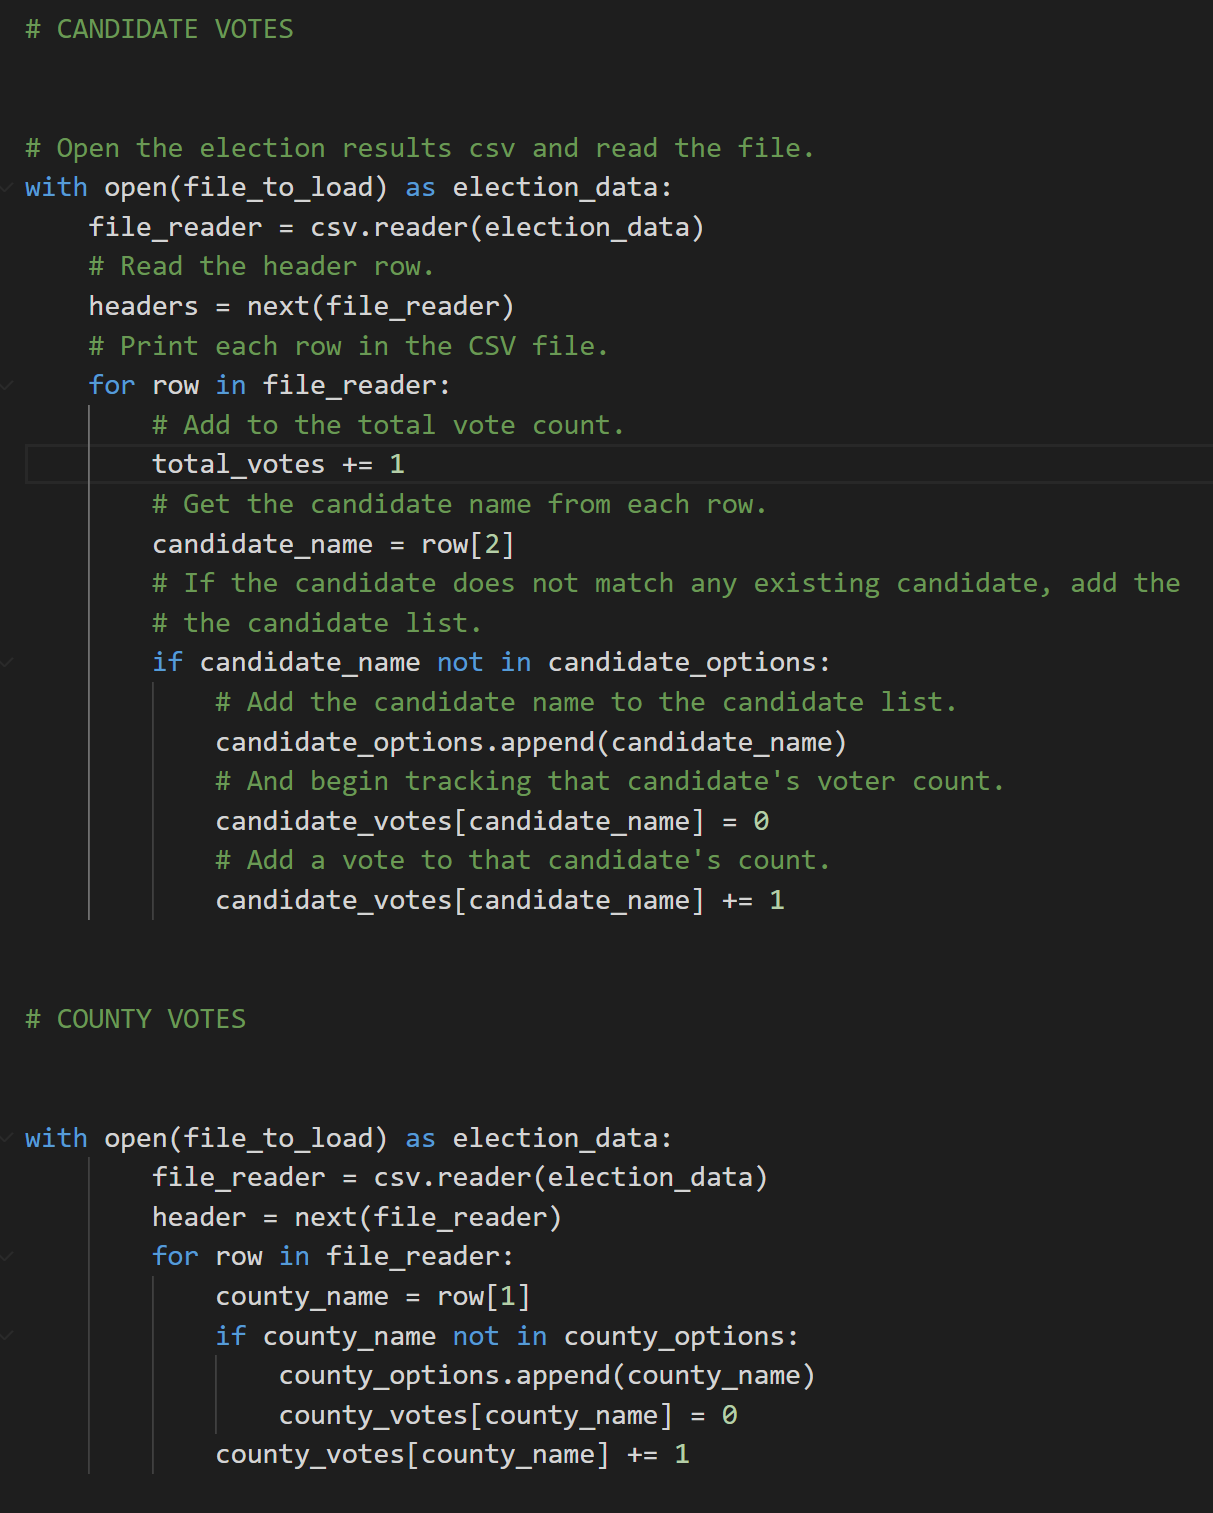 # CANDIDATE VOTES
# Open the election results csv and read the file.
with open(file_to_load) as election_data:
    file_reader = csv.reader(election_data)
    # Read the header row.
    headers = next(file_reader)
    # Print each row in the CSV file.
    for row in file_reader:
        # Add to the total vote count.
        total_votes += 1
        # Get the candidate name from each row.
        candidate_name = row[2]
        # If the candidate does not match any existing candidate, add the
        # the candidate list.
        if candidate_name not in candidate_options:
            # Add the candidate name to the candidate list.
            candidate_options.append(candidate_name)
            # And begin tracking that candidate's voter count.
            candidate_votes[candidate_name] = 0
            # Add a vote to that candidate's count.
            candidate_votes[candidate_name] += 1
# COUNTY VOTES
with open(file_to_load) as election_data:
        file_reader = csv.reader(election_data)
        header = next(file_reader)
        for row in file_reader:
            county_name = row[1]
            if county_name not in county_options:
                county_options.append(county_name)
                county_votes[county_name] = 0
            county_votes[county_name] += 1